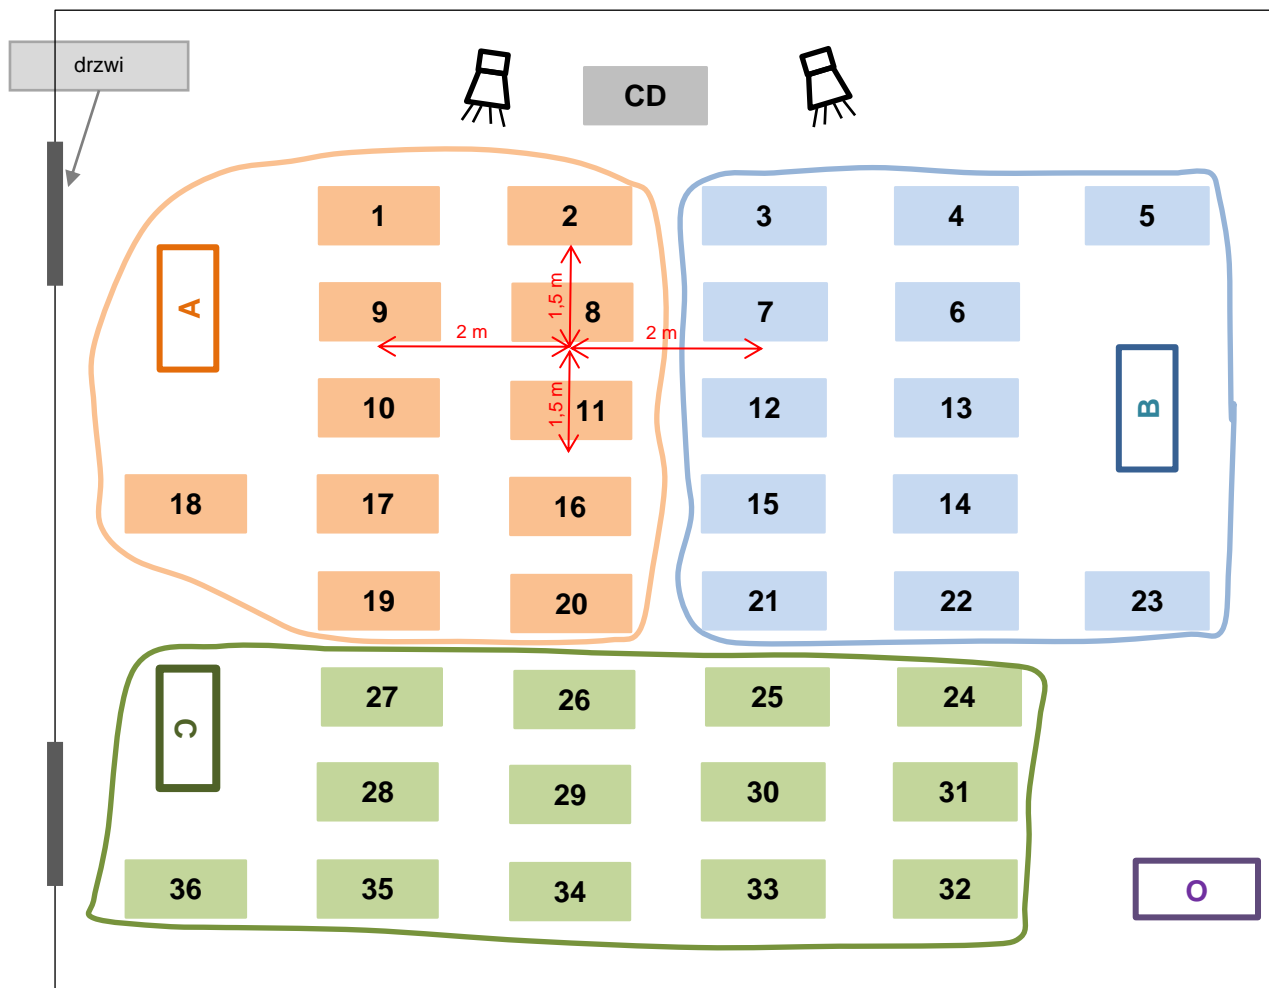 drzwi
CD
1 2 3 4 5
A
9 1,5 m 8 7 6
2 m 2 m
B
10 1,5 m 11 12 13
18 17 16 15 14
19 20 21 22 23
C
27 26 25 24
28 29 30 31
36 35 34 33 32
O